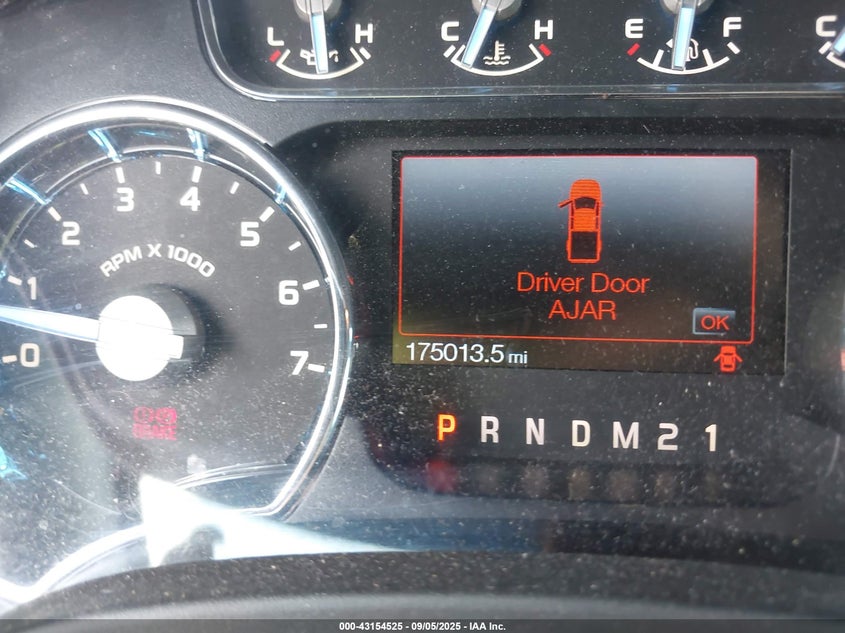 L H C H E F C
1 2 3 4 5 6 7 0
RPM X 1000
Driver Door
AJAR
OK
175013.5 mi
P R N D M 2 1
000-43154525 - 09/05/2025 - IAA Inc.